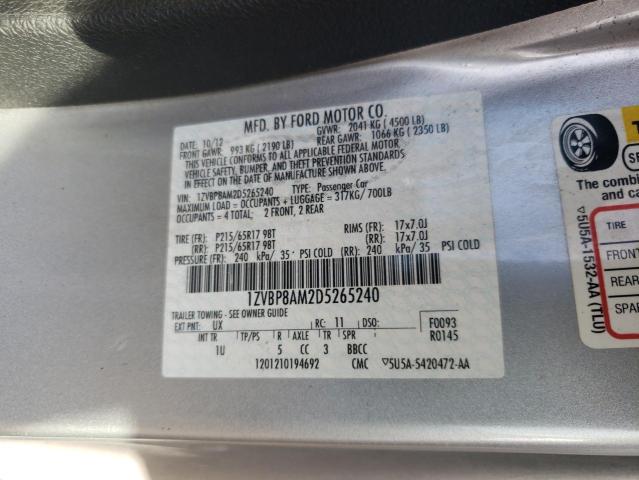 MFD. BY FORD MOTOR CO.
DATE: 10/12 GVWR: 2041 KG ( 4500 LB)
FRONT GAWR: 993 KG ( 2190 LB) REAR GAWR: 1066 KG ( 2350 LB)
THIS VEHICLE CONFORMS TO ALL APPLICABLE FEDERAL MOTOR
VEHICLE SAFETY, BUMPER, AND THEFT PREVENTION STANDARDS
IN EFFECT ON THE DATE OF MANUFACTURE SHOWN ABOVE.
VIN: 1ZVBP8AM2D5265240 TYPE: Passenger Car
MAXIMUM LOAD = OCCUPANTS + LUGGAGE = 317KG/ 700LB
OCCUPANTS = 4 TOTAL: 2 FRONT, 2 REAR
TIRE (FR): P215/65R17 98T RIMS (FR): 17x7.0J
(RR): P215/65R17 98T (RR): 17x7.0J
PRESSURE (FR): 240 kPa/ 35 PSI COLD (RR): 240 kPa/ 35 PSI COLD
1ZVBP8AM2D5265240
TRAILER TOWING - SEE OWNER GUIDE
EXT PNT: UX RC: 11 DSO: F0093
INT TR TP/PS R AXLE TR SPR R0145
1U 5 CC 3 BBCC
1201210194692 CMC ▽5U5A-5420472-AA
The combi
and ca
▽5U5A-1532-AA (TLU)
TIRE
FRONT
REAR
SPAR